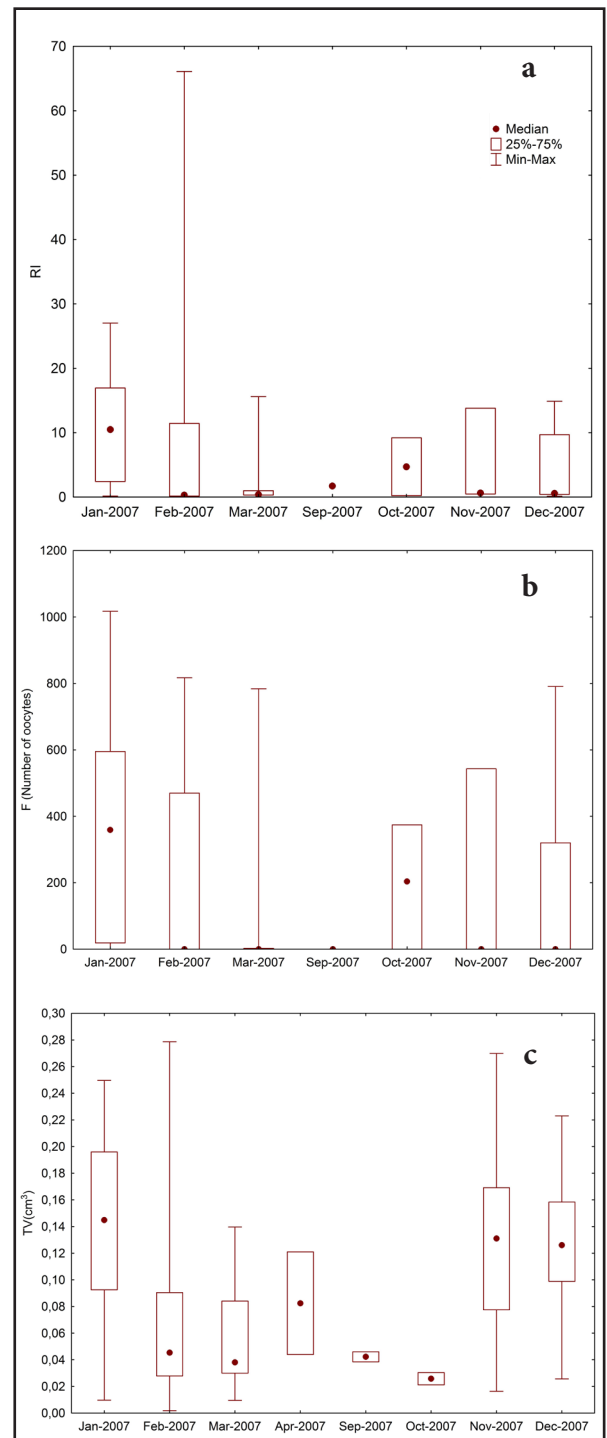 a
70
60
50
40
30
20
10
0
RI
Median
25%-75%
Min-Max
Jan-2007 Feb-2007 Mar-2007 Sep-2007 Oct-2007 Nov-2007 Dec-2007
b
1200
1000
800
600
400
200
0
F (Number of oocytes)
Jan-2007 Feb-2007 Mar-2007 Sep-2007 Oct-2007 Nov-2007 Dec-2007
c
0,30
0,28
0,26
0,24
0,22
0,20
0,18
0,16
0,14
0,12
0,10
0,08
0,06
0,04
0,02
0,00
TV(cm³)
Jan-2007 Feb-2007 Mar-2007 Apr-2007 Sep-2007 Oct-2007 Nov-2007 Dec-2007